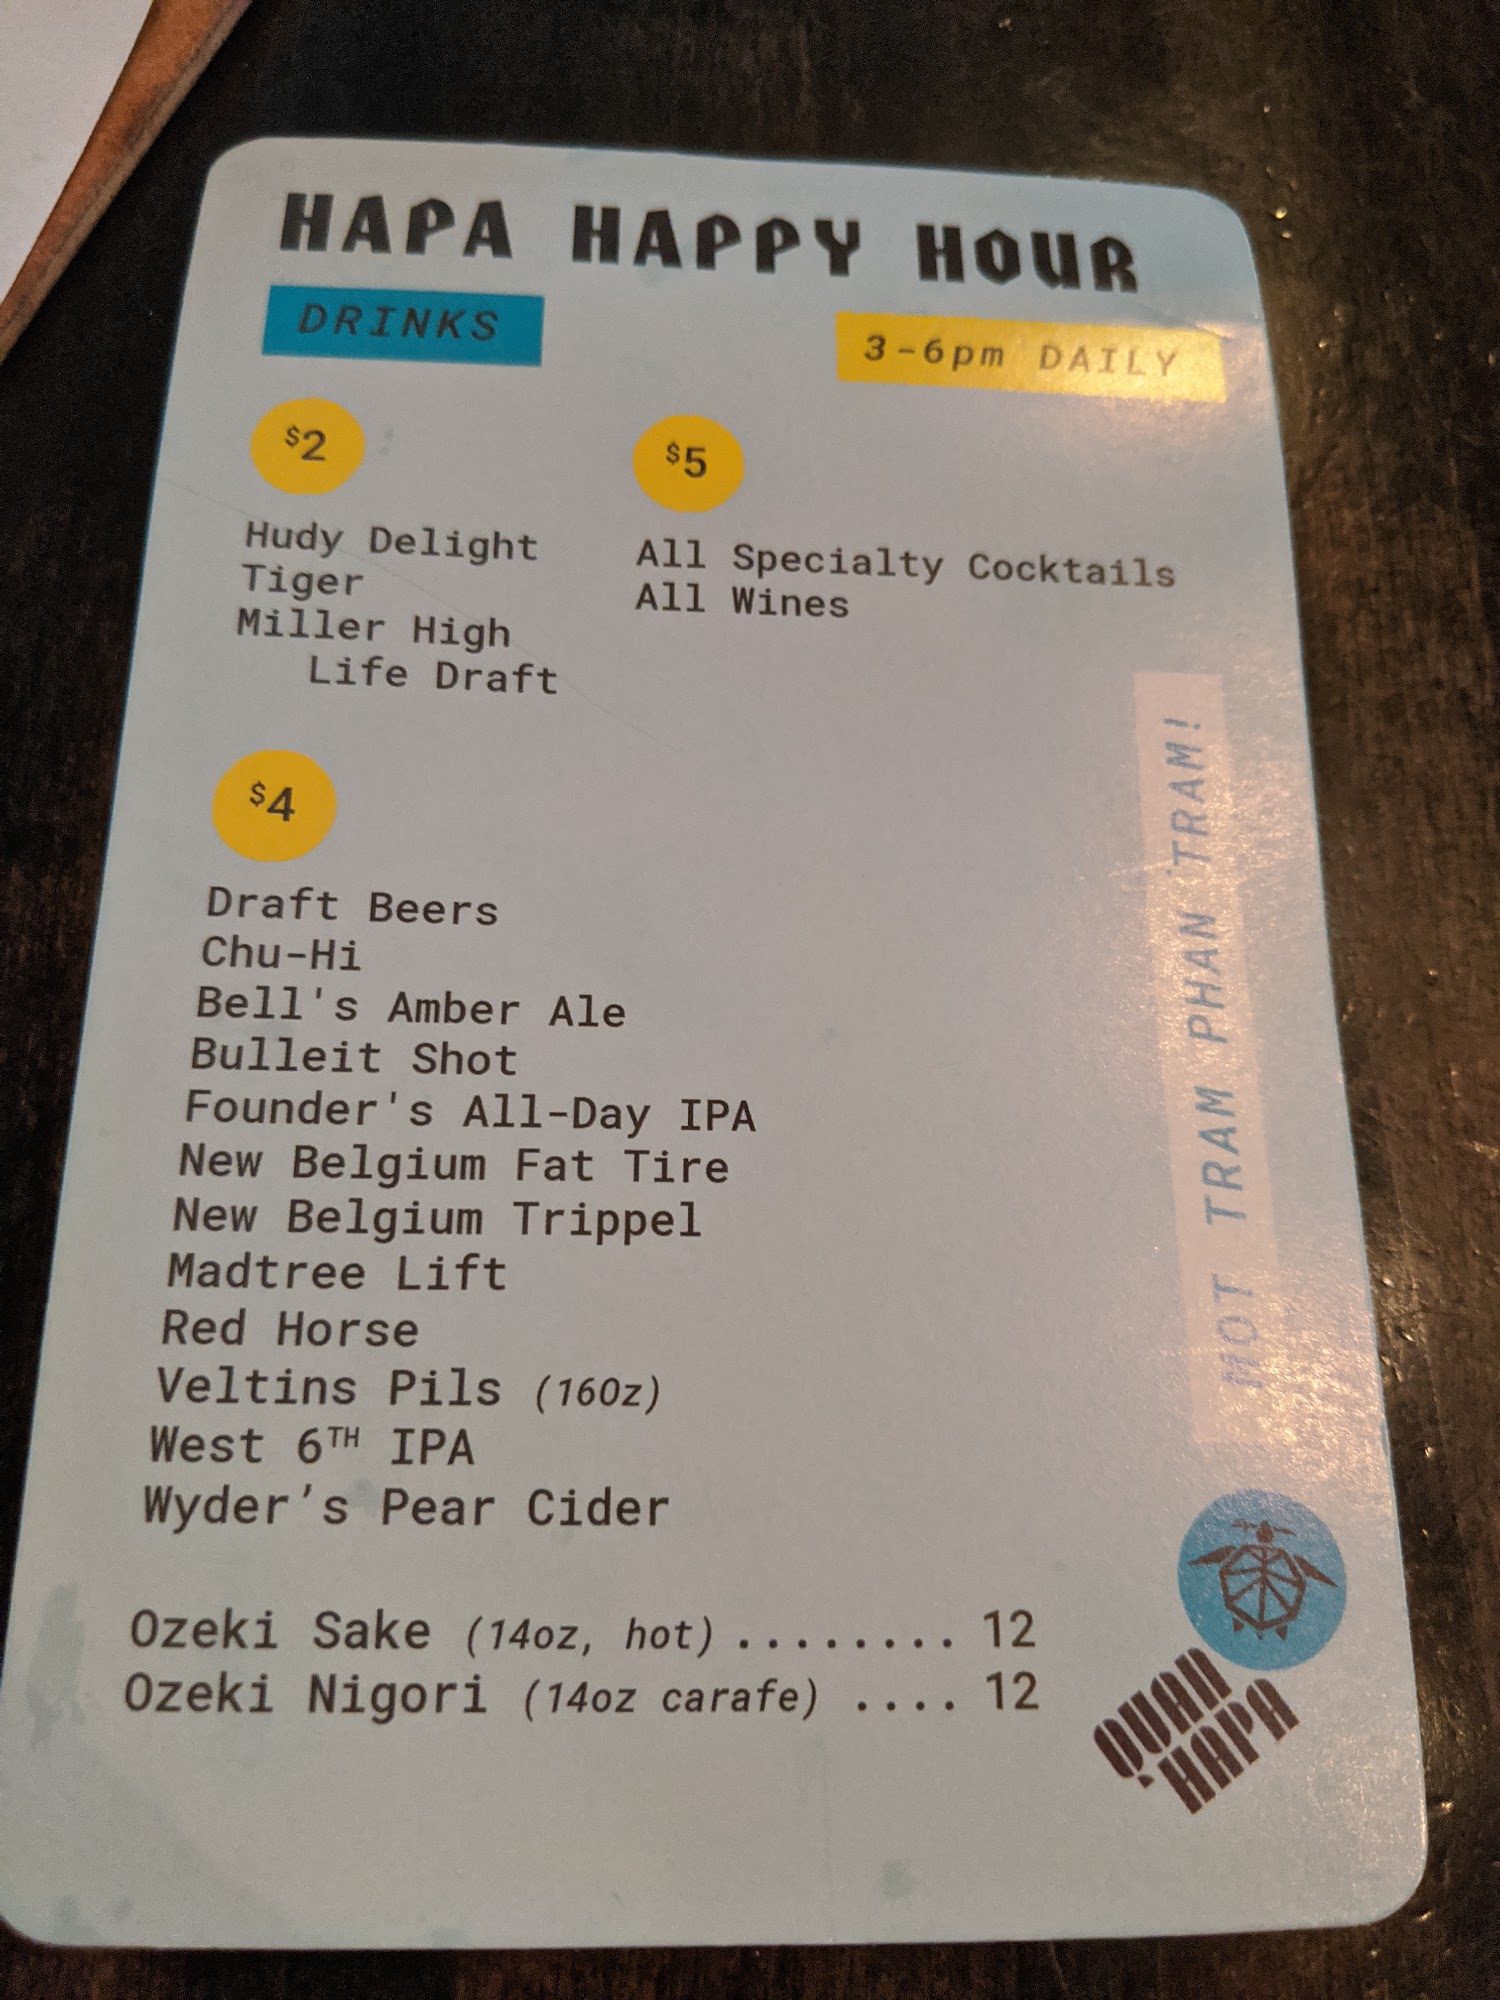 HAPA HAPPY HOUR
DRINKS
3-6pm DAILY
$2
Hudy Delight
Tiger
Miller High
Life Draft
$5
All Specialty Cocktails
All Wines
$4
Draft Beers
Chu-Hi
Bell's Amber Ale
Bulleit Shot
Founder's All-Day IPA
New Belgium Fat Tire
New Belgium Trippel
Madtree Lift
Red Horse
Veltins Pils (16oz)
West 6TH IPA
Wyder's Pear Cider
Ozeki Sake (14oz, hot) ........ 12
Ozeki Nigori (14oz carafe) .... 12
MOT TRAM PHAN TRAM!
QUAN
HAPA